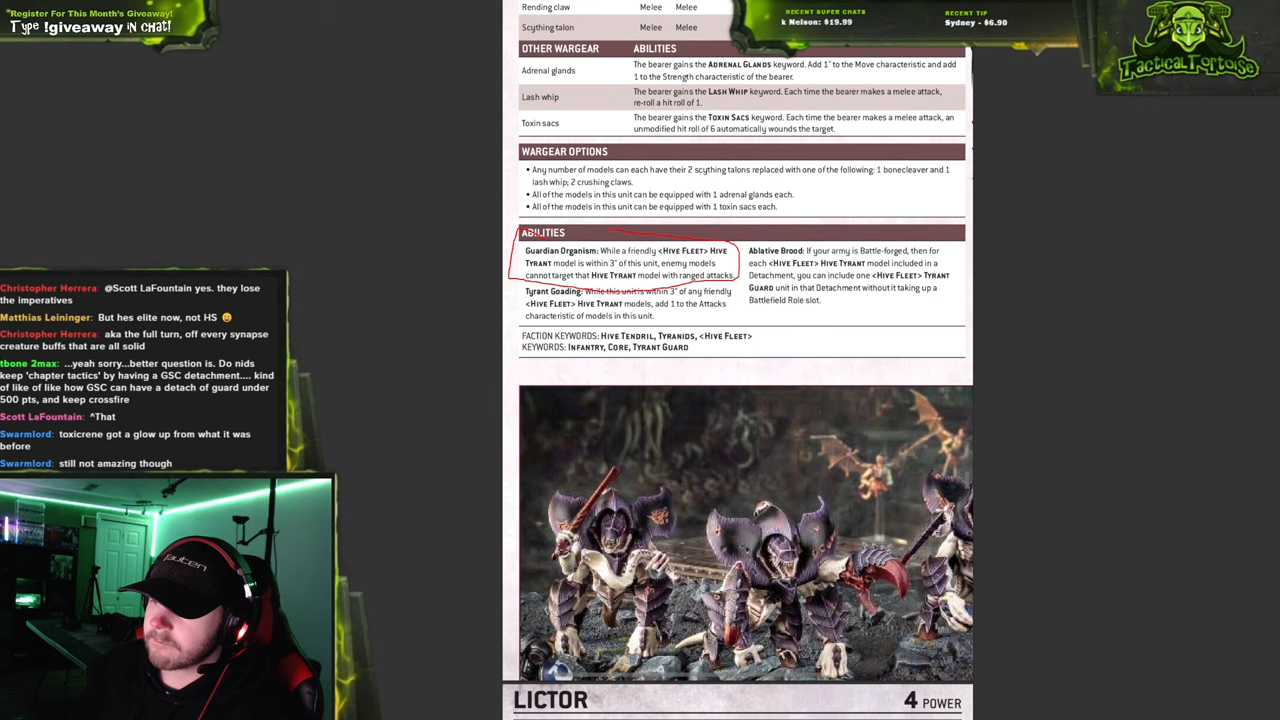 *Register For This Month's Giveaway!
Type !giveaway in chat!
RECENT SUPER CHATS
k Nelson: $19.99
RECENT TIP
Sydney - $6.90
TacticalTortoise
Rending claw Melee Melee
Scything talon Melee Melee
OTHER WARGEAR ABILITIES
Adrenal glands The bearer gains the ADRENAL GLANDS keyword. Add 1" to the Move characteristic and add
1 to the Strength characteristic of the bearer.
Lash whip The bearer gains the LASH WHIP keyword. Each time the bearer makes a melee attack,
re-roll a hit roll of 1.
Toxin sacs The bearer gains the TOXIN SACS keyword. Each time the bearer makes a melee attack, an
unmodified hit roll of 6 automatically wounds the target.
WARGEAR OPTIONS
• Any number of models can each have their 2 scything talons replaced with one of the following: 1 bonecleaver and 1
lash whip; 2 crushing claws.
• All of the models in this unit can be equipped with 1 adrenal glands each.
• All of the models in this unit can be equipped with 1 toxin sacs each.
ABILITIES
Guardian Organism: While a friendly <HIVE FLEET> HIVE
TYRANT model is within 3" of this unit, enemy models
cannot target that HIVE TYRANT model with ranged attacks.
Tyrant Goading: While this unit is within 3" of any friendly
<HIVE FLEET> HIVE TYRANT models, add 1 to the Attacks
characteristic of models in this unit.
Ablative Brood: If your army is Battle-forged, then for
each <HIVE FLEET> HIVE TYRANT model included in a
Detachment, you can include one <HIVE FLEET> TYRANT
GUARD unit in that Detachment without it taking up a
Battlefield Role slot.
FACTION KEYWORDS: HIVE TENDRIL, TYRANIDS, <HIVE FLEET>
KEYWORDS: INFANTRY, CORE, TYRANT GUARD
LICTOR 4 POWER
Christopher Herrera: @Scott LaFountain yes. they lose
the imperatives
Matthias Leininger: But hes elite now, not HS 😃
Christopher Herrera: aka the full turn, off every synapse
creature buffs that are all solid
tbone 2max: ...yeah sorry...better question is. Do nids
keep 'chapter tactics' by having a GSC detachment.... kind
of like of like how GSC can have a detach of guard under
500 pts, and keep crossfire
Scott LaFountain: ^That
Swarmlord: toxicrene got a glow up from what it was
before
Swarmlord: still not amazing though